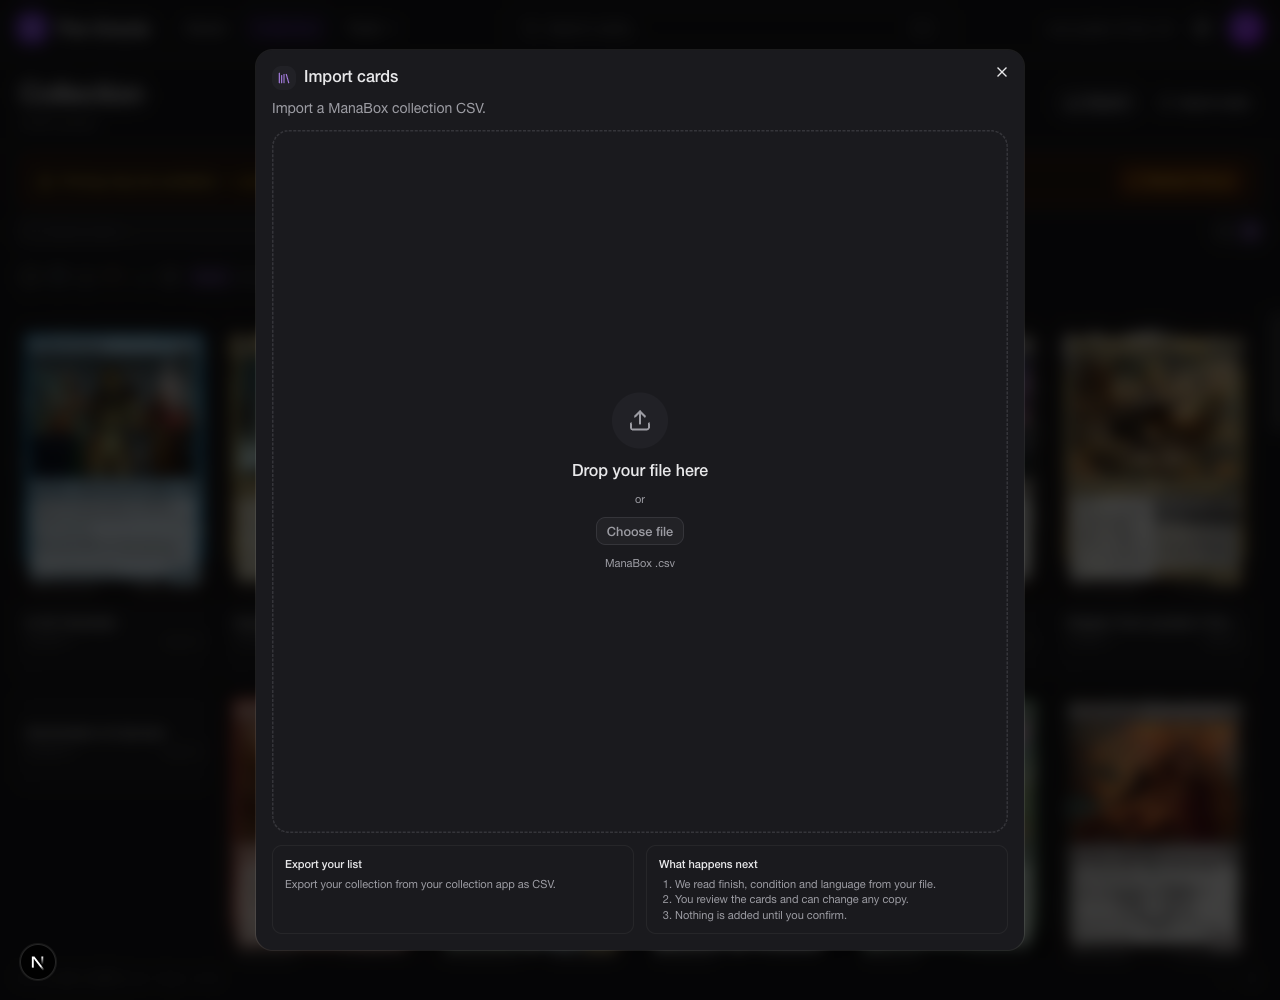 Import cards
Import a ManaBox collection CSV.
Drop your file here
or
Choose file
ManaBox .csv
Export your list
Export your collection from your collection app as CSV.
What happens next
1. We read finish, condition and language from your file.
2. You review the cards and can change any copy.
3. Nothing is added until you confirm.
N